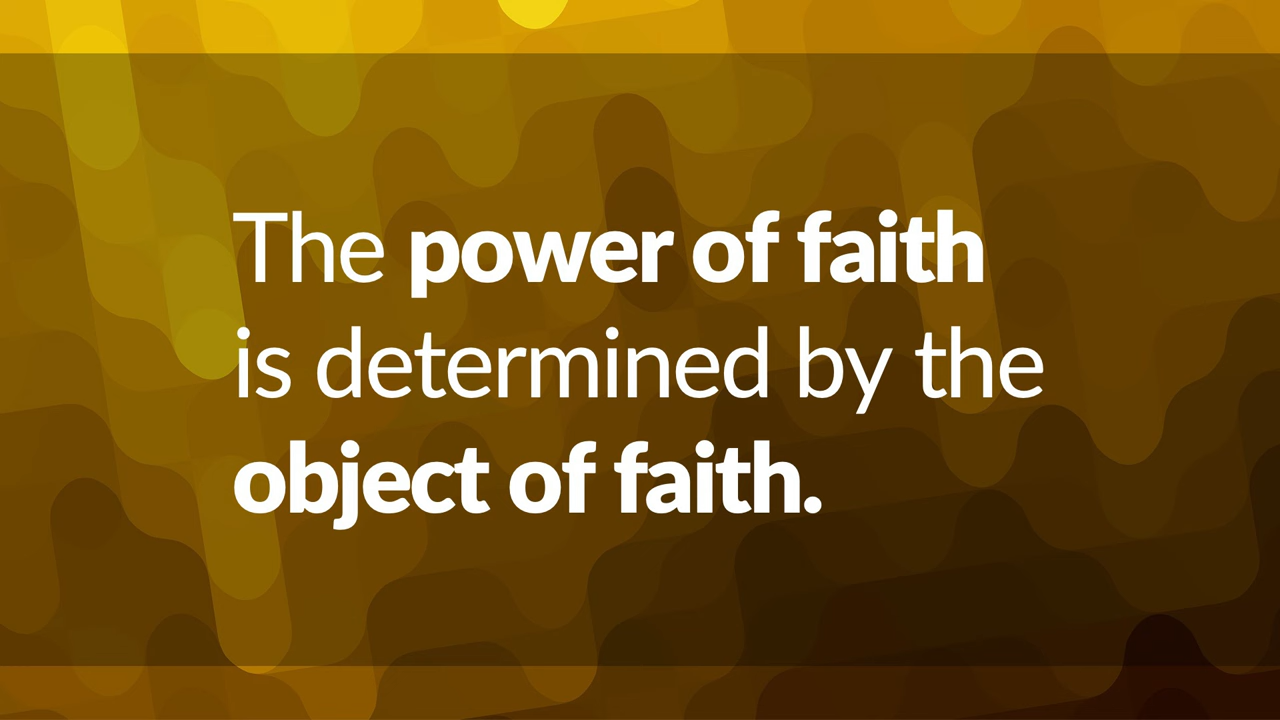 The power of faith
is determined by the
object of faith.